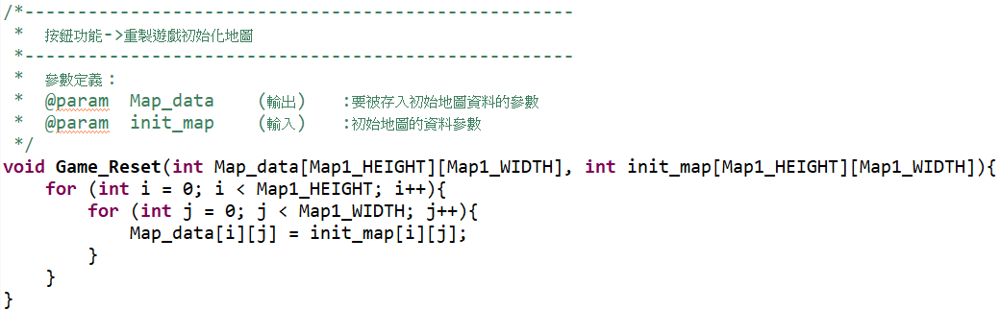 /*----------------------------------------------------
 *  按鈕功能->重製遊戲初始化地圖
 *----------------------------------------------------
 *  參數定義：
 *  @param  Map_data    (輸出)   :要被存入初始地圖資料的參數
 *  @param  init_map    (輸入)   :初始地圖的資料參數
 */
void Game_Reset(int Map_data[Map1_HEIGHT][Map1_WIDTH], int init_map[Map1_HEIGHT][Map1_WIDTH]){
    for (int i = 0; i < Map1_HEIGHT; i++){
        for (int j = 0; j < Map1_WIDTH; j++){
            Map_data[i][j] = init_map[i][j];
        }
    }
}